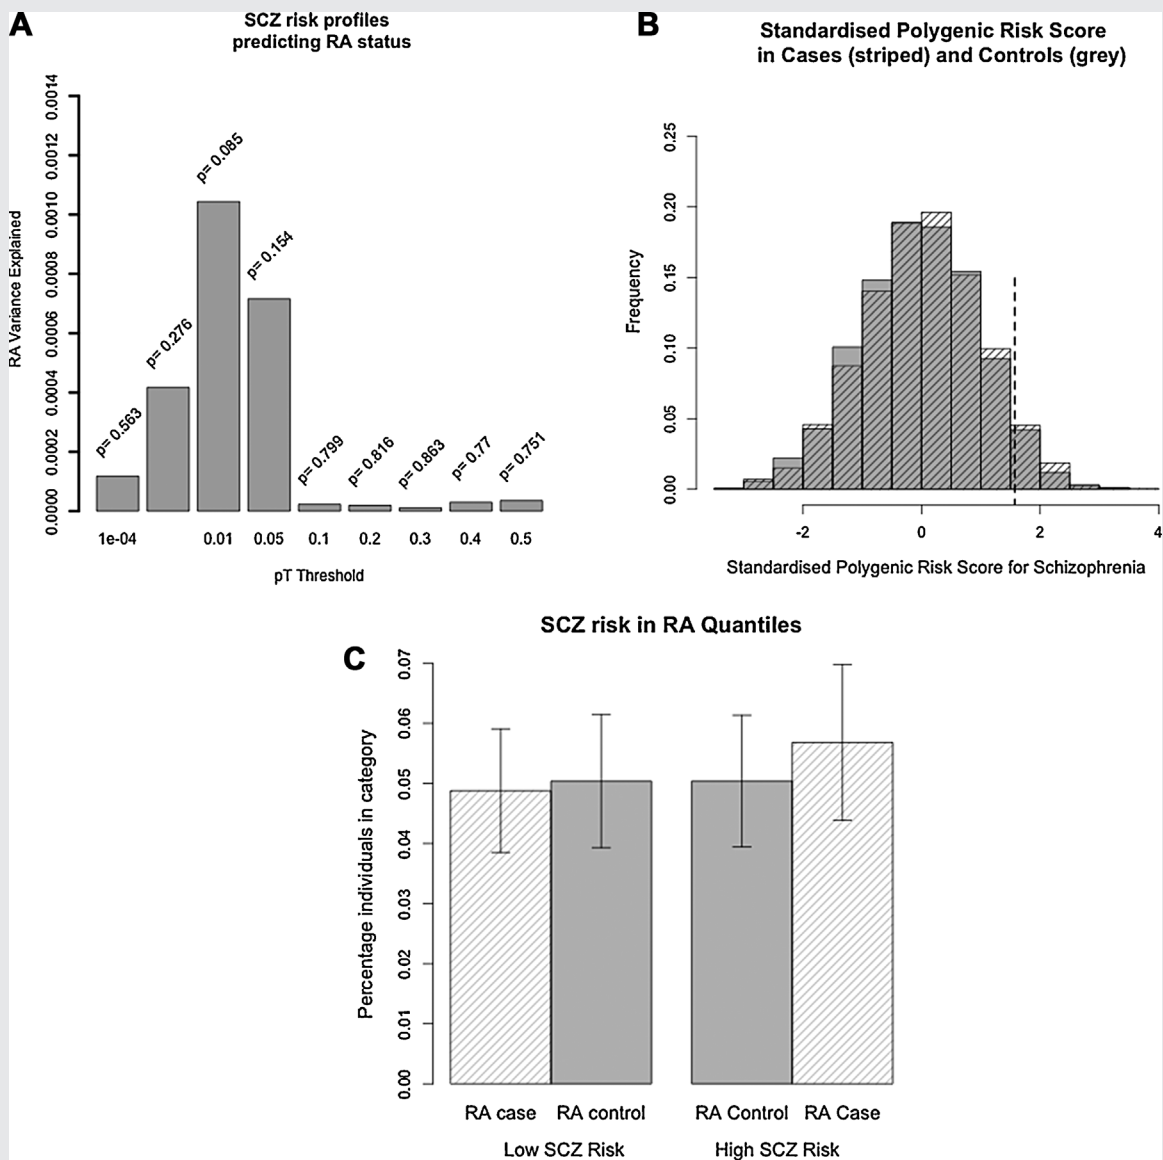 A
SCZ risk profiles
predicting RA status
RA Variance Explained
0.0014
0.0012
0.0010
0.0008
0.0006
0.0004
0.0002
0.0000
p= 0.563
p= 0.276
p= 0.085
p= 0.154
p= 0.799
p= 0.816
p= 0.863
p= 0.77
p= 0.751
1e-04 0.01 0.05 0.1 0.2 0.3 0.4 0.5
pT Threshold
B
Standardised Polygenic Risk Score
in Cases (striped) and Controls (grey)
Frequency
0.25
0.20
0.15
0.10
0.05
0.00
-2 0 2 4
Standardised Polygenic Risk Score for Schizophrenia
C
SCZ risk in RA Quantiles
Percentage individuals in category
0.07
0.06
0.05
0.04
0.03
0.02
0.01
0.00
RA case RA control RA Control RA Case
Low SCZ Risk High SCZ Risk